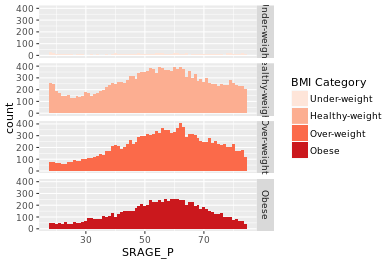 400
300
200
100
0
nder-weigh
400
300
200
100
0
althy-weig
400
300
200
100
0
Over-weight
400
300
200
100
0
Obese
count
30
50
70
SRAGE_P
BMI Category
Under-weight
Healthy-weight
Over-weight
Obese